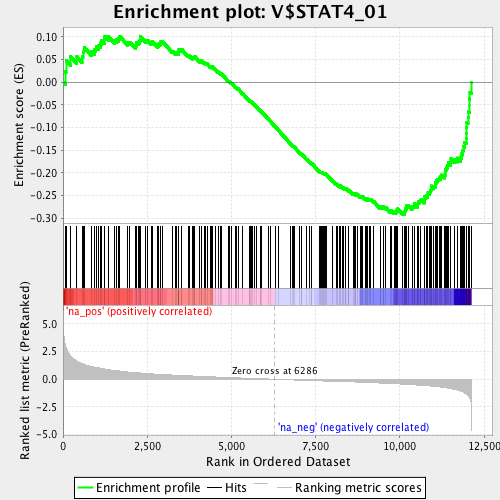 Enrichment plot: V$STAT4_01
Enrichment score (ES)
0.10
0.05
0.00
-0.05
-0.10
-0.15
-0.20
-0.25
-0.30
'na_pos' (positively correlated)
Ranked list metric (PreRanked)
5.0
2.5
0.0
-2.5
-5.0
Zero cross at 6286
'na_neg' (negatively correlated)
0
2,500
5,000
7,500
10,000
12,500
Rank in Ordered Dataset
Enrichment profile
Hits
Ranking metric scores